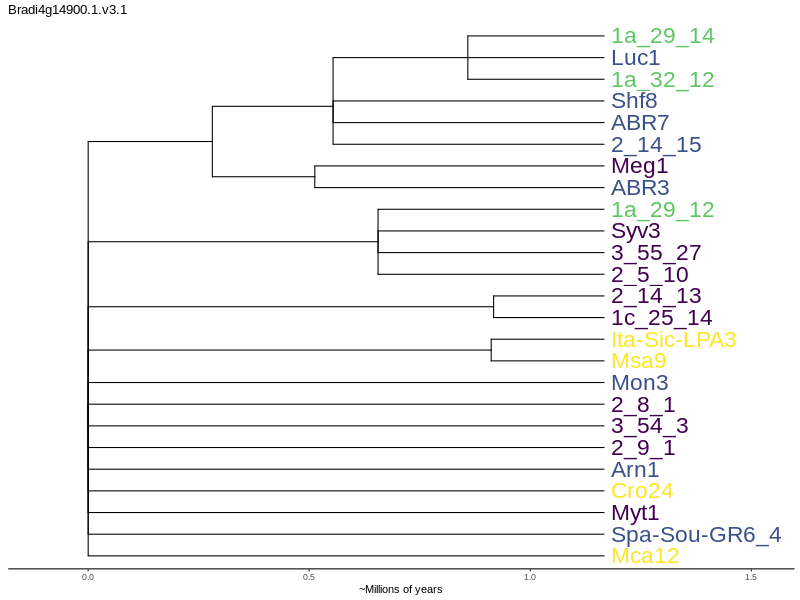 Bradi4g14900.1.v3.1
1a_29_14
Luc1
1a_32_12
Shf8
ABR7
2_14_15
Meg1
ABR3
1a_29_12
Syv3
3_55_27
2_5_10
2_14_13
1c_25_14
Ita-Sic-LPA3
Msa9
Mon3
2_8_1
3_54_3
2_9_1
Arn1
Cro24
Myt1
Spa-Sou-GR6_4
Mca12
0.0 0.5 1.0 1.5
~Millions of years